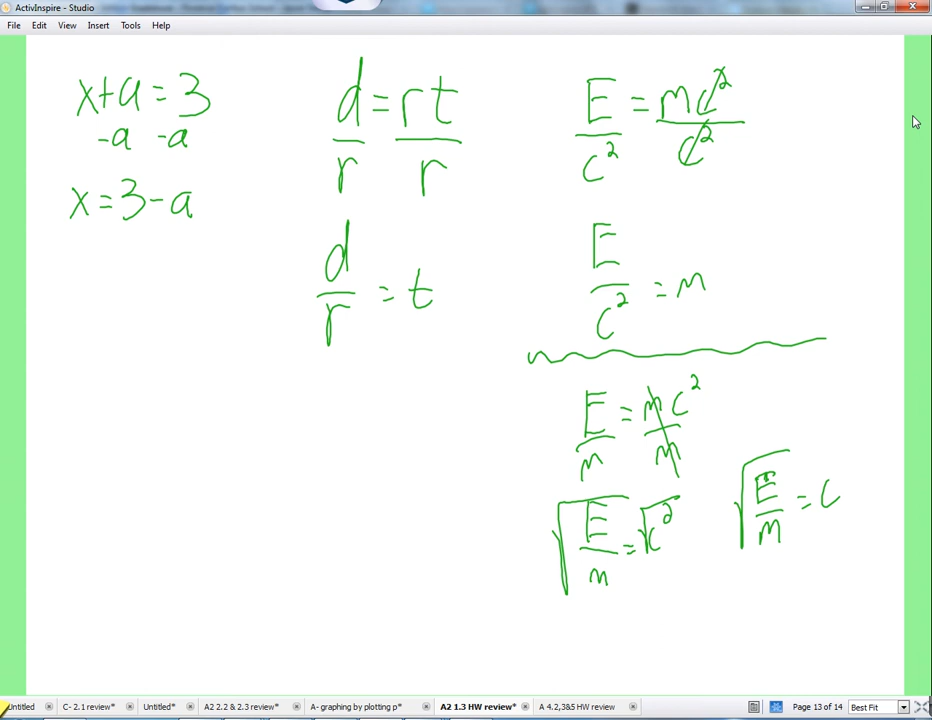 ActivInspire - Studio
File Edit View Insert Tools Help
x+a=3
-a -a
x=3-a
d/r = rt/r
d/r = t
E/c² = mc²/c²
E/c² = m
E/m = mc²/m
√(E/m) = √c²
√(E/m) = c
Untitled C- 2.1 review* Untitled* A2 2.2 & 2.3 review* A- graphing by plotting p* A2 1.3 HW review* A 4.2,3&5 HW review Page 13 of 14 Best Fit